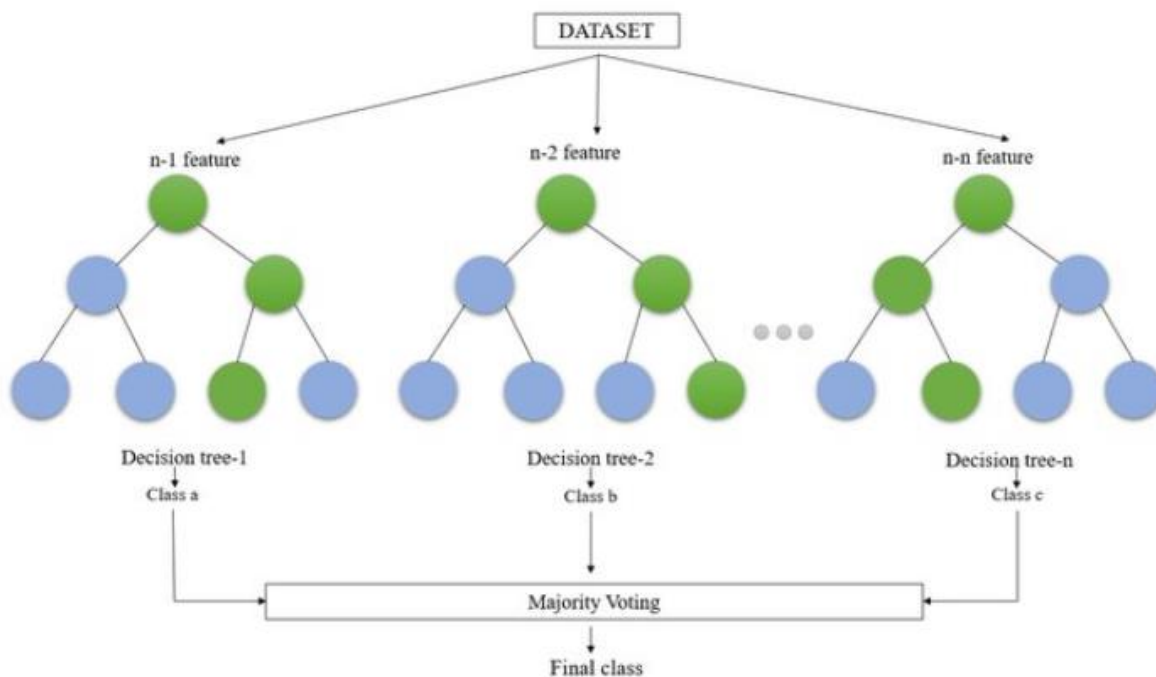 DATASET
n-1 feature
n-2 feature
n-n feature
Decision tree-1
Decision tree-2
Decision tree-n
Class a
Class b
Class c
Majority Voting
Final class